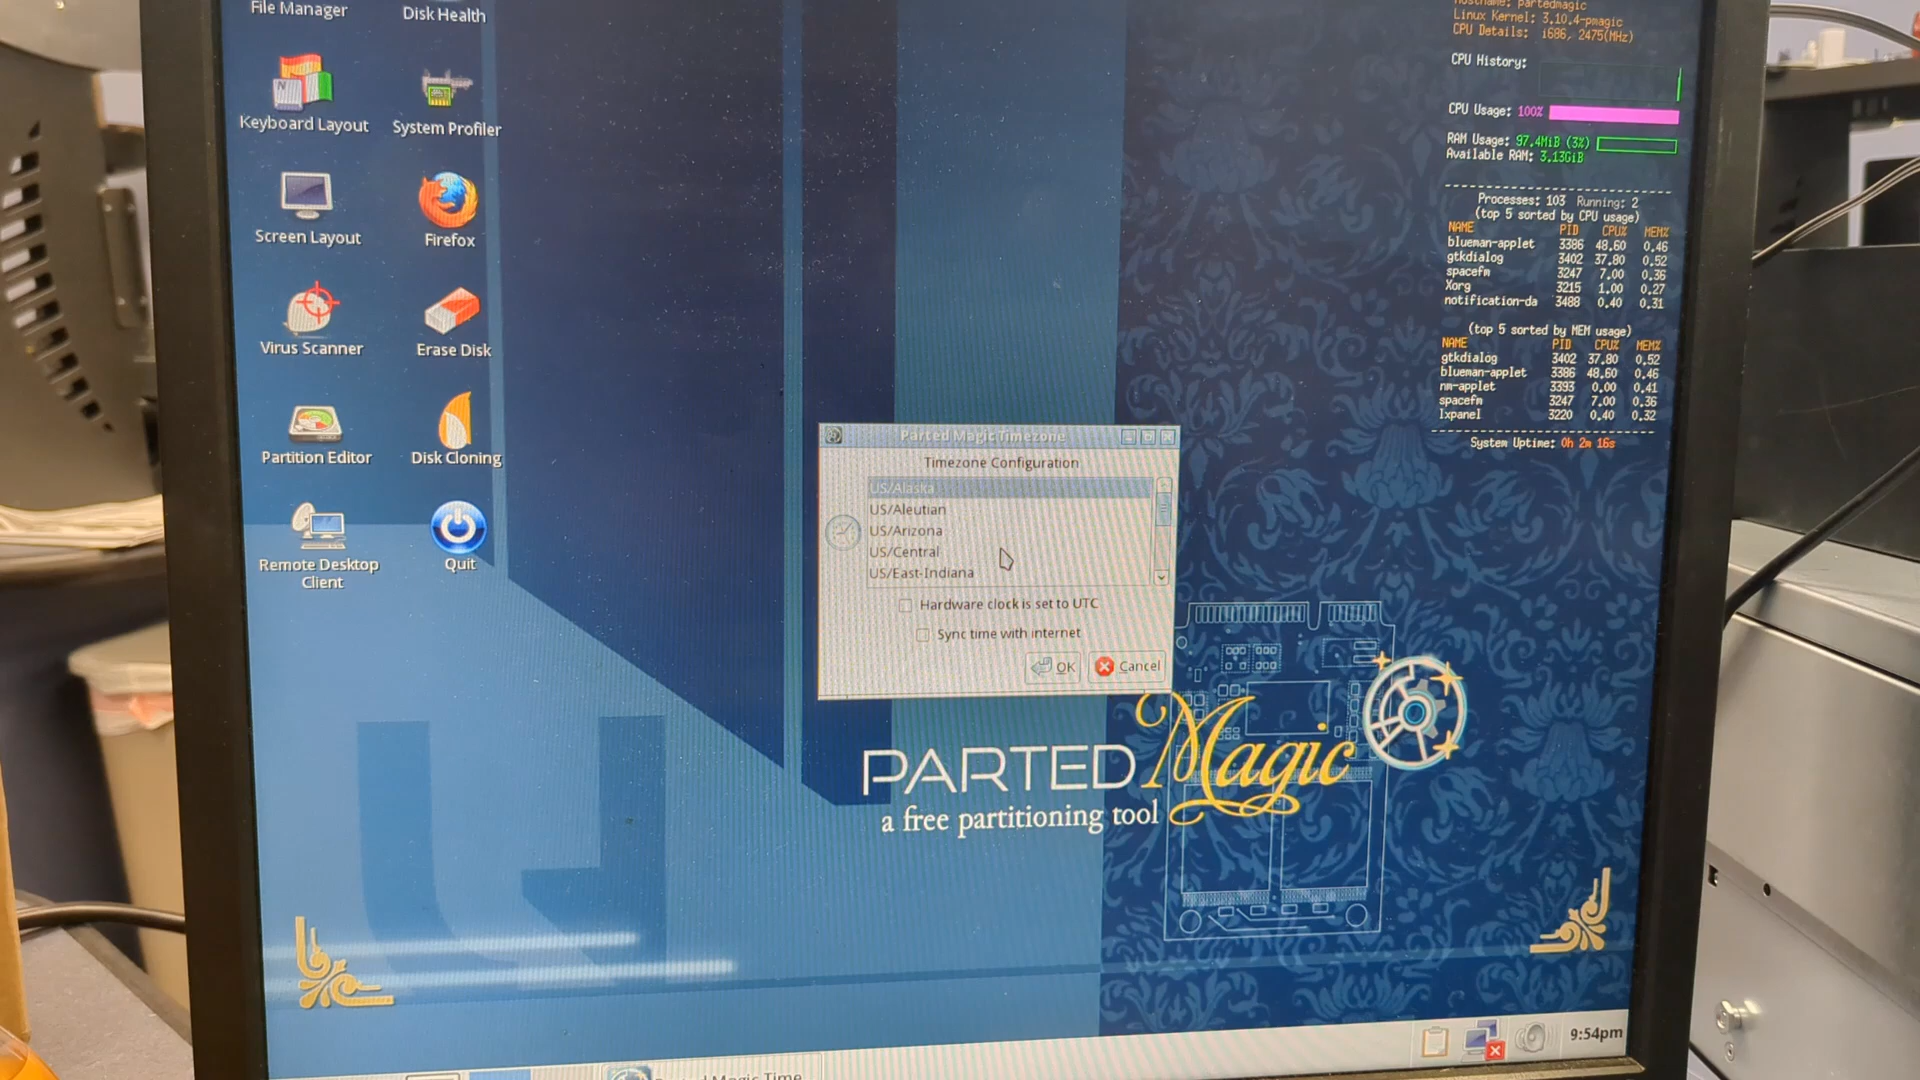 File Manager
Disk Health
Keyboard Layout
System Profiler
Screen Layout
Firefox
Virus Scanner
Erase Disk
Partition Editor
Disk Cloning
Remote Desktop
Client
Quit
Hostname: partedmagic
Linux Kernel: 3.10.4-pmagic
CPU Details: i686, 2475(MHz)
CPU History:
CPU Usage: 100%
RAM Usage: 97.4MiB (3%)
Available RAM: 3.13GiB
Processes: 103 Running: 2
(top 5 sorted by CPU usage)
NAME PID CPU% MEM%
blueman-applet 3386 48.60 0.46
gtkdialog 3402 37.80 0.52
spacefm 3247 7.00 0.36
Xorg 3215 1.00 0.27
notification-da 3488 0.40 0.31
(top 5 sorted by MEM usage)
NAME PID CPU% MEM%
gtkdialog 3402 37.80 0.52
blueman-applet 3386 48.60 0.46
nm-applet 3393 0.00 0.41
spacefm 3247 7.00 0.36
lxpanel 3220 0.40 0.32
System Uptime: 0h 2m 16s
Parted Magic Timezone
Timezone Configuration
US/Alaska
US/Aleutian
US/Arizona
US/Central
US/East-Indiana
Hardware clock is set to UTC
Sync time with internet
OK
Cancel
PARTED Magic
a free partitioning tool
Parted Magic Time
9:54pm